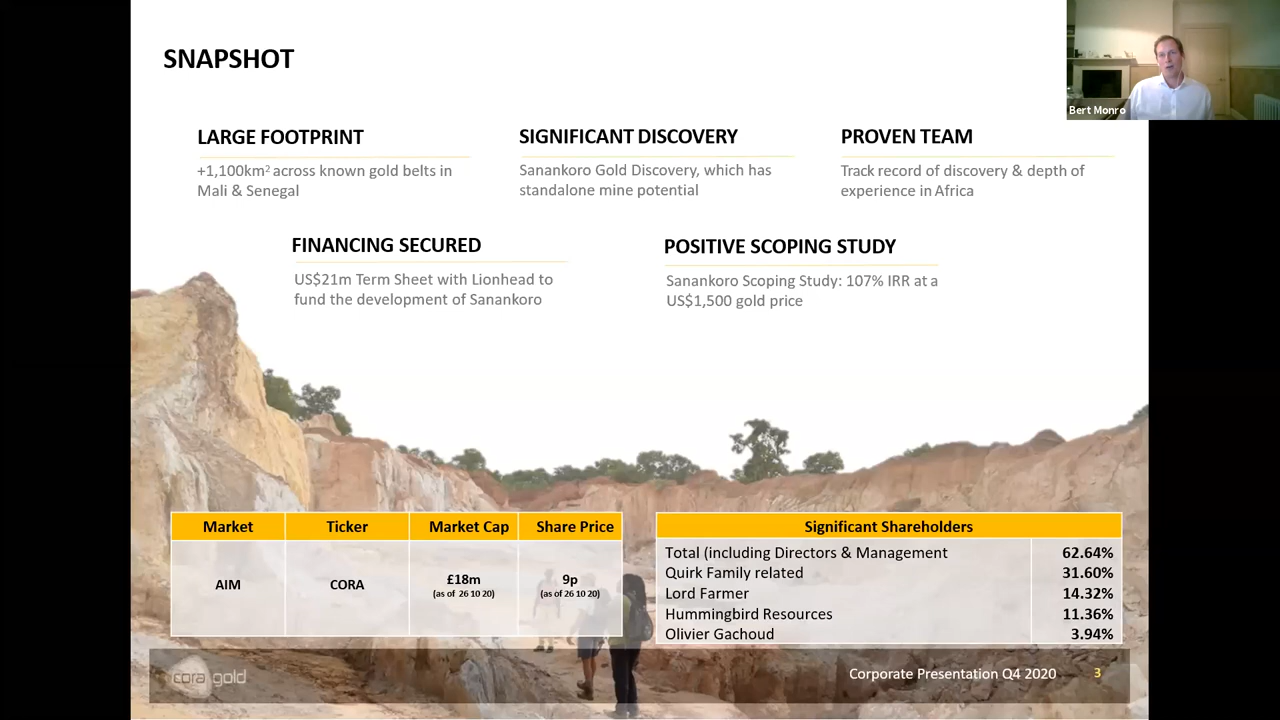 SNAPSHOT
Bert Monro
LARGE FOOTPRINT
+1,100km² across known gold belts in
Mali & Senegal
SIGNIFICANT DISCOVERY
Sanankoro Gold Discovery, which has
standalone mine potential
PROVEN TEAM
Track record of discovery & depth of
experience in Africa
FINANCING SECURED
US$21m Term Sheet with Lionhead to
fund the development of Sanankoro
POSITIVE SCOPING STUDY
Sanankoro Scoping Study: 107% IRR at a
US$1,500 gold price
Market Ticker Market Cap Share Price
AIM CORA £18m 9p
(as of 26 10 20) (as of 26 10 20)
Significant Shareholders
Total (including Directors & Management 62.64%
Quirk Family related 31.60%
Lord Farmer 14.32%
Hummingbird Resources 11.36%
Olivier Gachoud 3.94%
cora gold
Corporate Presentation Q4 2020 3